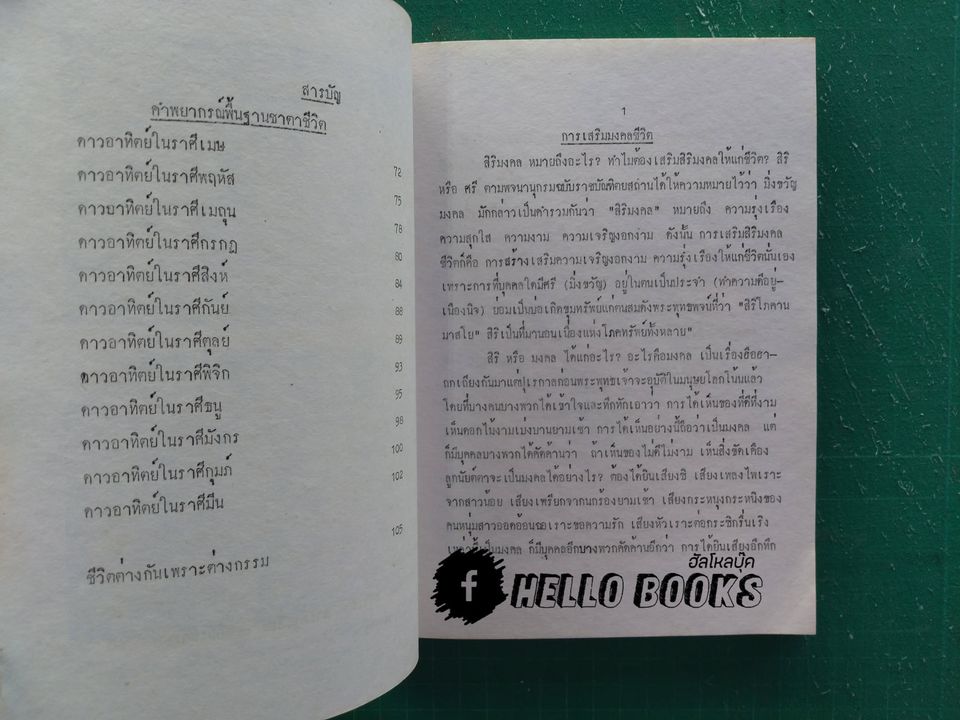 สารบัญ
คำพยากรณ์พื้นฐานชาตาชีวิต
ดาวอาทิตย์ในราศีเมษ
ดาวอาทิตย์ในราศีพฤหัส 72
ดาวอาทิตย์ในราศีเมถุน 75
ดาวอาทิตย์ในราศีกรกฎ 78
ดาวอาทิตย์ในราศีสิงห์ 80
ดาวอาทิตย์ในราศีกันย์ 84
ดาวอาทิตย์ในราศีตุลย์ 88
ดาวอาทิตย์ในราศีพิจิก 89
ดาวอาทิตย์ในราศีธนู 93
ดาวอาทิตย์ในราศีมังกร 95
ดาวอาทิตย์ในราศีกุมภ์ 98
ดาวอาทิตย์ในราศีมีน 100
102
ชีวิตต่างกันเพราะต่างกรรม 105
1
การเสริมมงคลชีวิต
สิริมงคล หมายถึงอะไร? ทำไมต้องเสริมสิริมงคลให้แก่ชีวิต? สิริ
หรือ ศรี ตามพจนานุกรมฉบับราชบัณฑิตยสถานได้ให้ความหมายไว้ว่า มิ่งขวัญ
มงคล มักกล่าวเป็นคำรวมกันว่า "สิริมงคล" หมายถึง ความรุ่งเรือง
ความสุกใส ความงาม ความเจริญงอกงาม ดังนั้น การเสริมสิริมงคล
ชีวิตก็คือ การสร้างเสริมความเจริญงอกงาม ความรุ่งเรืองให้แก่ชีวิตนั่นเอง
เพราะการที่บุคคลใดมีศรี (มิ่งขวัญ) อยู่ในตนเป็นประจำ (ทำความดีอยู่-
เนืองนิจ) ย่อมเป็นบ่อเกิดขุมทรัพย์แก่ตนสมดังพระพุทธพจน์ที่ว่า "สิริโภคาน
มาสโย" สิริเป็นที่มานอนเนื่องแห่งโภคทรัพย์ทั้งหลาย"
สิริ หรือ มงคล ได้แก่อะไร? อะไรคือมงคล เป็นเรื่องฮือฮา-
ถกเถียงกันมาแต่ปุเรกาลก่อนพระพุทธเจ้าจะอุบัติในมนุษยโลกโน้นแล้ว
โดยที่บางคนบางพวกได้เข้าใจและทึกทักเอาว่า การได้เห็นของที่ดีที่งาม
เห็นดอกไม้งามเบ่งบานยามเช้า การได้เห็นอย่างนี้ถือว่าเป็นมงคล แต่
ก็มีบุคคลบางพวกได้คัดค้านว่า ถ้าเห็นของไม่ดีไม่งาม เห็นสิ่งขัดเคือง
ลูกนัยต์ตาจะเป็นมงคลได้อย่างไร? ต้องได้ยินเสียงซิ เสียงเพลงไพเราะ
จากสาวน้อย เสียงเพรียกจากนกร้องยามเช้า เสียงกระหนุงกระหนิงของ
คนหนุ่มสาวออดอ้อนฉอเราะขอความรัก เสียงหัวเราะต่อกระซิกรื่นเริง
เป็นมงคล ก็มีบุคคลอีกบางพวกคัดค้านอีกว่า การได้ยินเสียงอึกทึก
ฮัลโหลบุ๊ค
f HELLO BOOKS